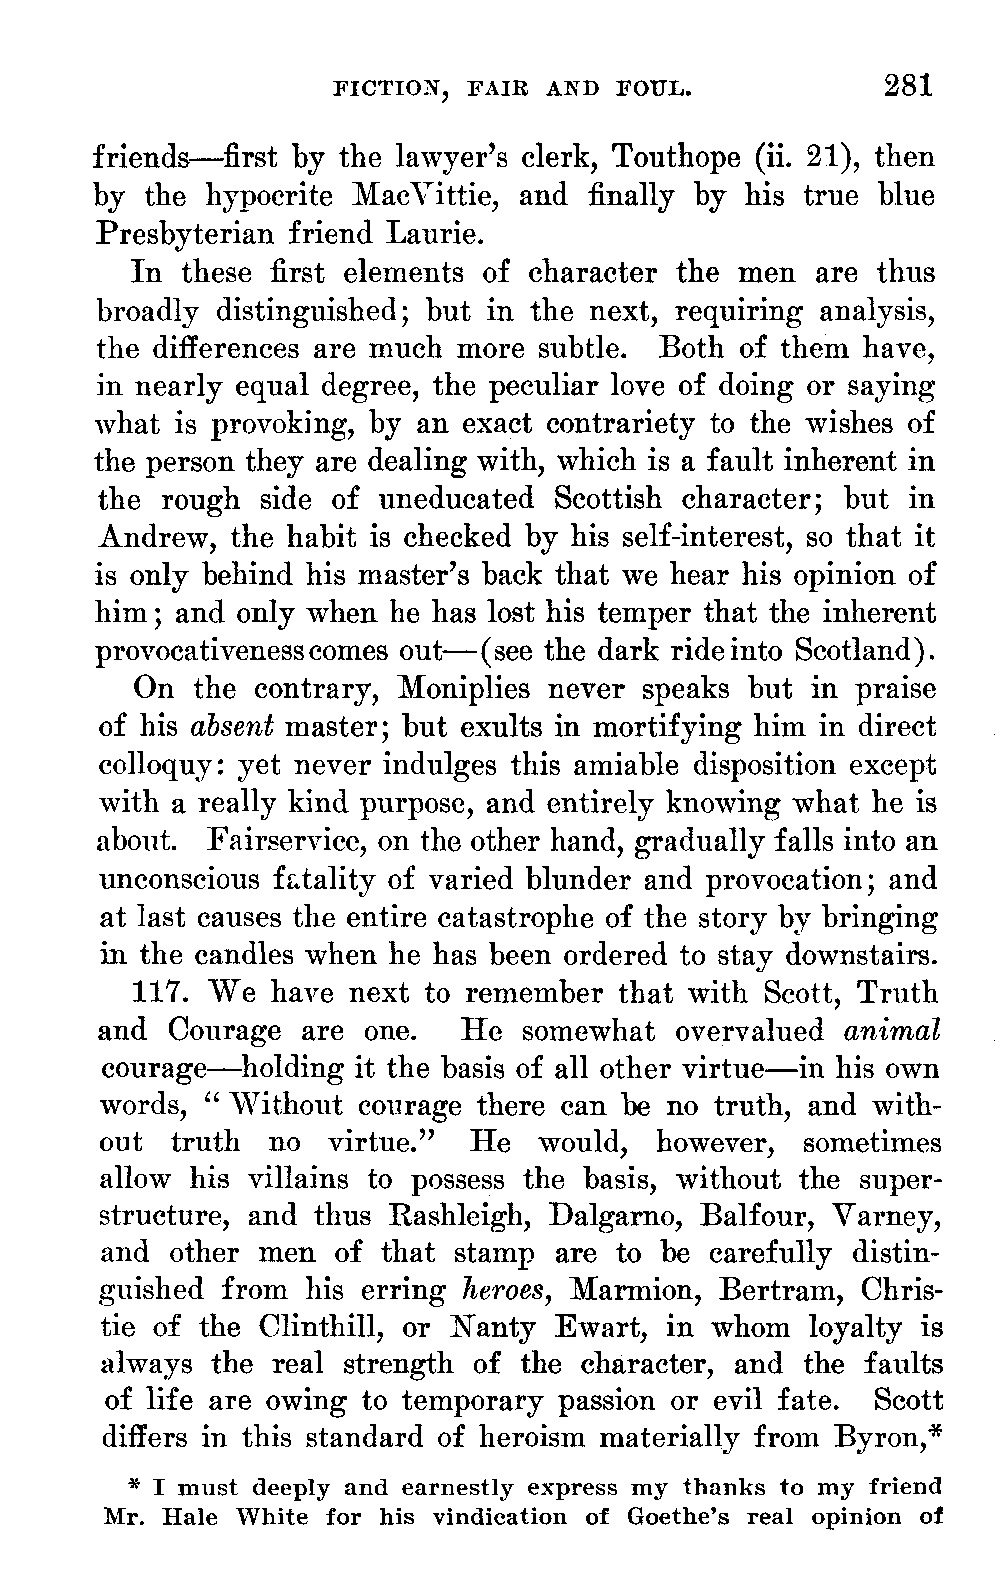 FICTION, FAIR AND FOUL. 281
friends—first by the lawyer's clerk, Touthope (ii. 21), then
by the hypocrite MacVittie, and finally by his true blue
Presbyterian friend Laurie.
In these first elements of character the men are thus
broadly distinguished; but in the next, requiring analysis,
the differences are much more subtle. Both of them have,
in nearly equal degree, the peculiar love of doing or saying
what is provoking, by an exact contrariety to the wishes of
the person they are dealing with, which is a fault inherent in
the rough side of uneducated Scottish character; but in
Andrew, the habit is checked by his self-interest, so that it
is only behind his master's back that we hear his opinion of
him; and only when he has lost his temper that the inherent
provocativeness comes out—(see the dark ride into Scotland).
On the contrary, Moniplies never speaks but in praise
of his absent master; but exults in mortifying him in direct
colloquy: yet never indulges this amiable disposition except
with a really kind purpose, and entirely knowing what he is
about. Fairservice, on the other hand, gradually falls into an
unconscious fatality of varied blunder and provocation; and
at last causes the entire catastrophe of the story by bringing
in the candles when he has been ordered to stay downstairs.
117. We have next to remember that with Scott, Truth
and Courage are one. He somewhat overvalued animal
courage—holding it the basis of all other virtue—in his own
words, "Without courage there can be no truth, and with-
out truth no virtue." He would, however, sometimes
allow his villains to possess the basis, without the super-
structure, and thus Rashleigh, Dalgarno, Balfour, Varney,
and other men of that stamp are to be carefully distin-
guished from his erring heroes, Marmion, Bertram, Chris-
tie of the Clinthill, or Nanty Ewart, in whom loyalty is
always the real strength of the character, and the faults
of life are owing to temporary passion or evil fate. Scott
differs in this standard of heroism materially from Byron,*
* I must deeply and earnestly express my thanks to my friend
Mr. Hale White for his vindication of Goethe's real opinion of